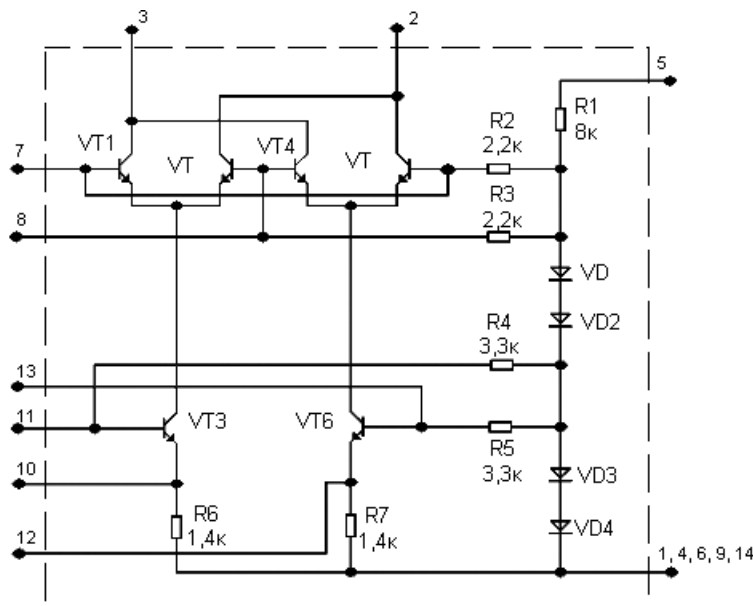 3
2
5
R1
8к
R2
2,2к
VT1
VT
VT4
VT
7
R3
2,2к
8
VD
VD2
R4
3,3к
13
11
VT3
VT6
R5
3,3к
VD3
10
R6
1,4к
R7
1,4к
VD4
12
1, 4, 6, 9, 14